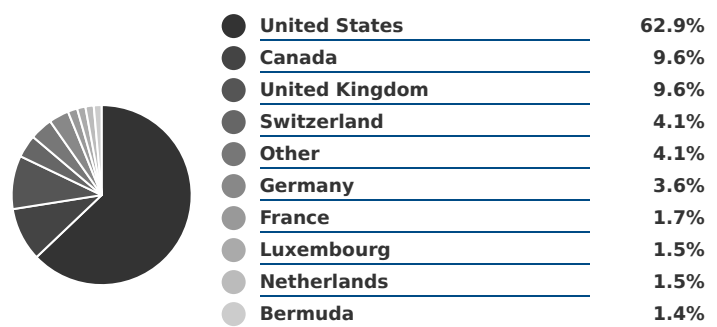 United States 62.9%
Canada 9.6%
United Kingdom 9.6%
Switzerland 4.1%
Other 4.1%
Germany 3.6%
France 1.7%
Luxembourg 1.5%
Netherlands 1.5%
Bermuda 1.4%